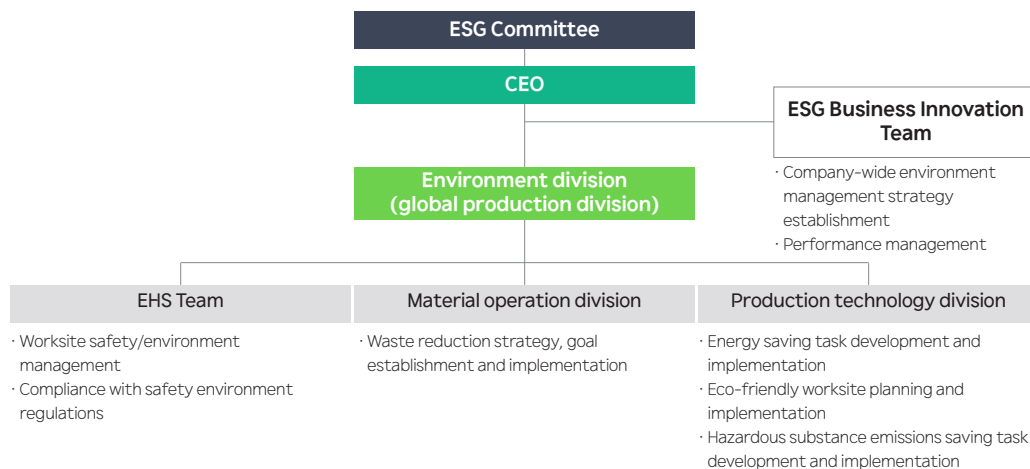 ESG Committee
CEO
ESG Business Innovation
Team
· Company-wide environment
management strategy
establishment
· Performance management
Environment division
(global production division)
EHS Team
· Worksite safety/environment
management
· Compliance with safety environment
regulations
Material operation division
· Waste reduction strategy, goal
establishment and implementation
Production technology division
· Energy saving task development and
implementation
· Eco-friendly worksite planning and
implementation
· Hazardous substance emissions saving task
development and implementation